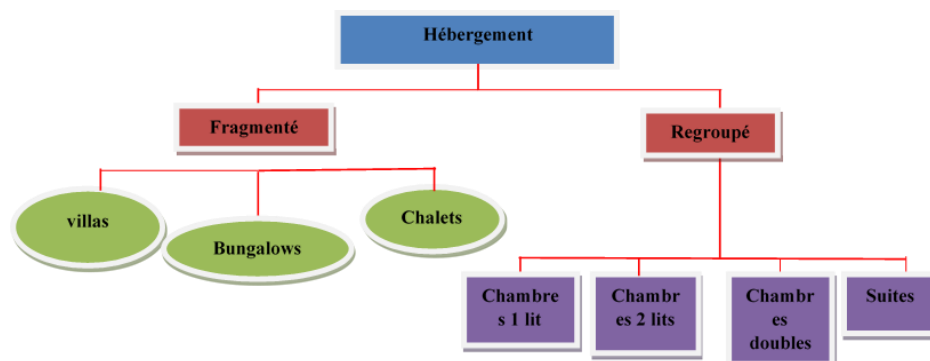 Hébergement
Fragmenté
Regroupé
villas
Bungalows
Chalets
Chambre
s 1 lit
Chambr
es 2 lits
Chambr
es
doubles
Suites